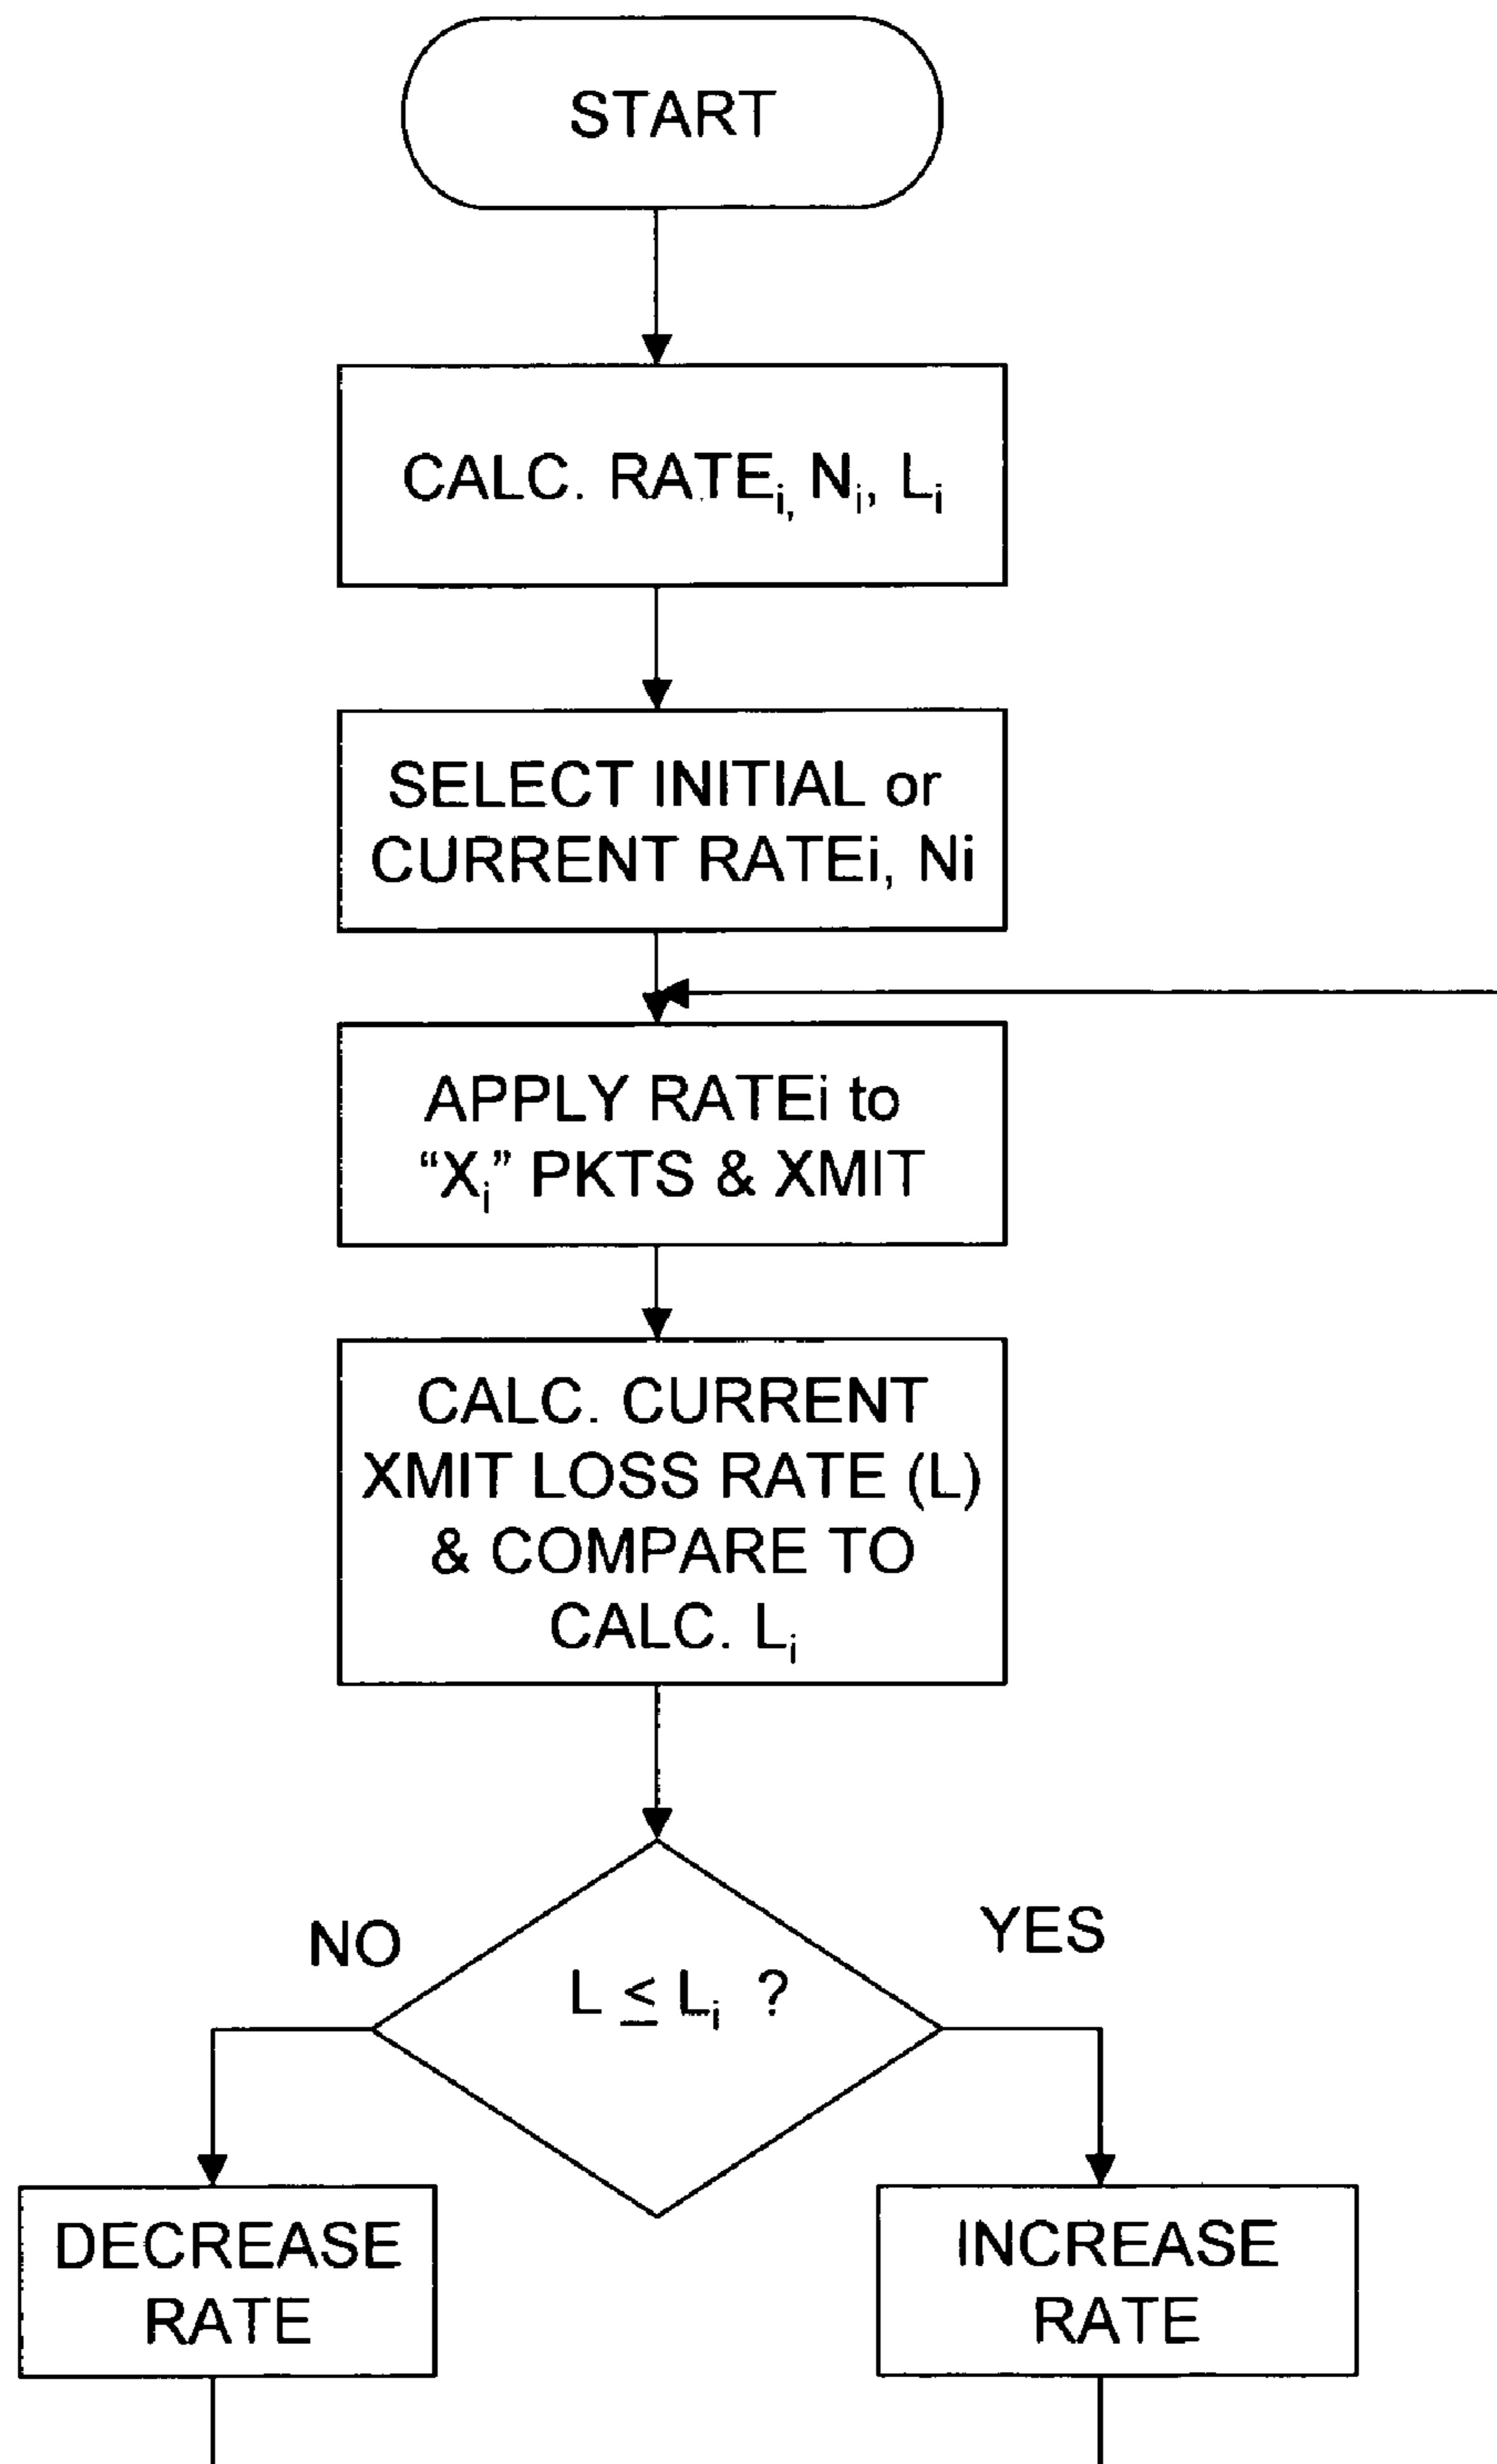 START
CALC. RATEi, Ni, Li
SELECT INITIAL or
CURRENT RATEi, Ni
APPLY RATEi to
“Xi” PKTS & XMIT
CALC. CURRENT
XMIT LOSS RATE (L)
& COMPARE TO
CALC. Li
NO
YES
L ≤ Li ?
DECREASE
RATE
INCREASE
RATE